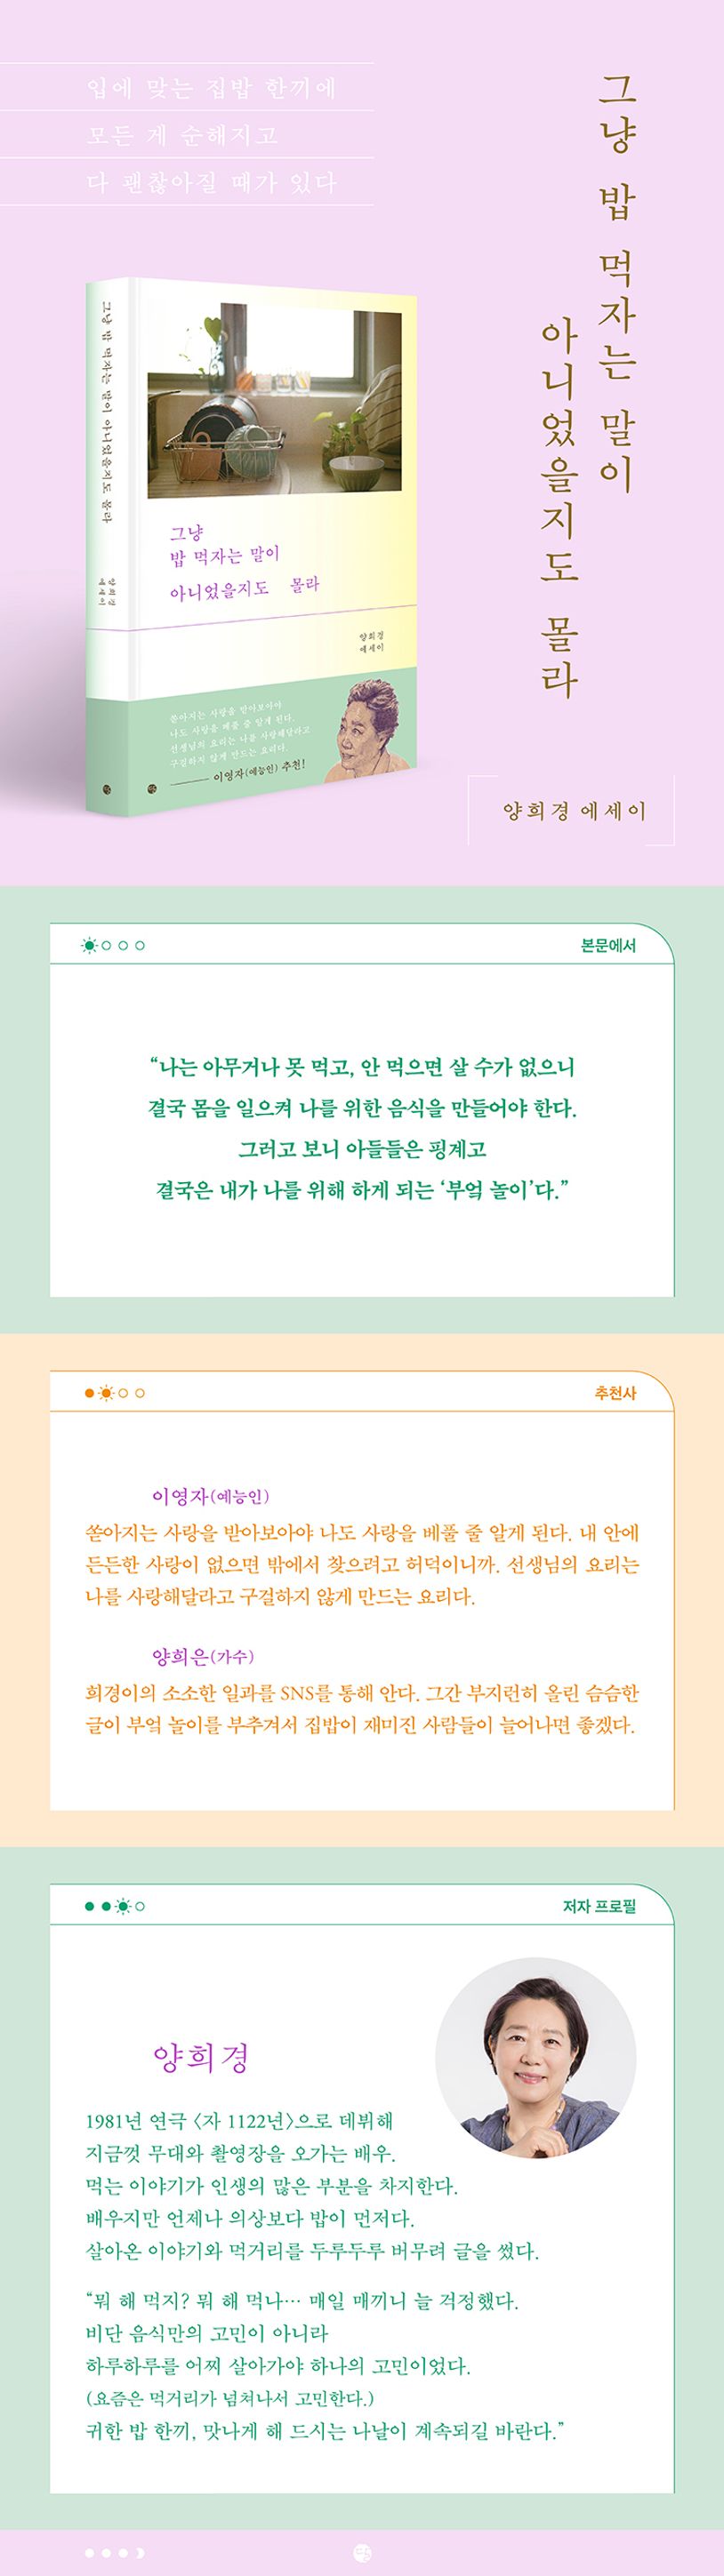 입에 맞는 집밥 한끼에
모든 게 순해지고
다 괜찮아질 때가 있다
그냥 밥 먹자는 말이
아니었을지도 몰라
그냥 밥 먹자는 말이 아니었을지도 몰라
양희경
에세이
그냥
밥 먹자는 말이
아니었을지도 몰라
양희경
에세이
쏟아지는 사랑을 받아보아야
나도 사랑을 베풀 줄 알게 된다.
선생님의 요리는 나를 사랑해달라고
구걸하지 않게 만드는 요리다.
이영자(예능인) 추천!
양희경 에세이
본문에서
“나는 아무거나 못 먹고, 안 먹으면 살 수가 없으니
결국 몸을 일으켜 나를 위한 음식을 만들어야 한다.
그러고 보니 아들들은 핑계고
결국은 내가 나를 위해 하게 되는 ‘부엌 놀이’다.”
추천사
이영자(예능인)
쏟아지는 사랑을 받아보아야 나도 사랑을 베풀 줄 알게 된다. 내 안에
든든한 사랑이 없으면 밖에서 찾으려고 허덕이니까. 선생님의 요리는
나를 사랑해달라고 구걸하지 않게 만드는 요리다.
양희은(가수)
희경이의 소소한 일과를 SNS를 통해 안다. 그간 부지런히 올린 슴슴한
글이 부엌 놀이를 부추겨서 집밥이 재미진 사람들이 늘어나면 좋겠다.
저자 프로필
양희경
1981년 연극 〈자 1122년〉으로 데뷔해
지금껏 무대와 촬영장을 오가는 배우.
먹는 이야기가 인생의 많은 부분을 차지한다.
배우지만 언제나 의상보다 밥이 먼저다.
살아온 이야기와 먹거리를 두루두루 버무려 글을 썼다.
“뭐 해 먹지? 뭐 해 먹나… 매일 매끼니 늘 걱정했다.
비단 음식만의 고민이 아니라
하루하루를 어찌 살아가야 하나의 고민이었다.
(요즘은 먹거리가 넘쳐나서 고민한다.)
귀한 밥 한끼, 맛나게 해 드시는 나날이 계속되길 바란다.”